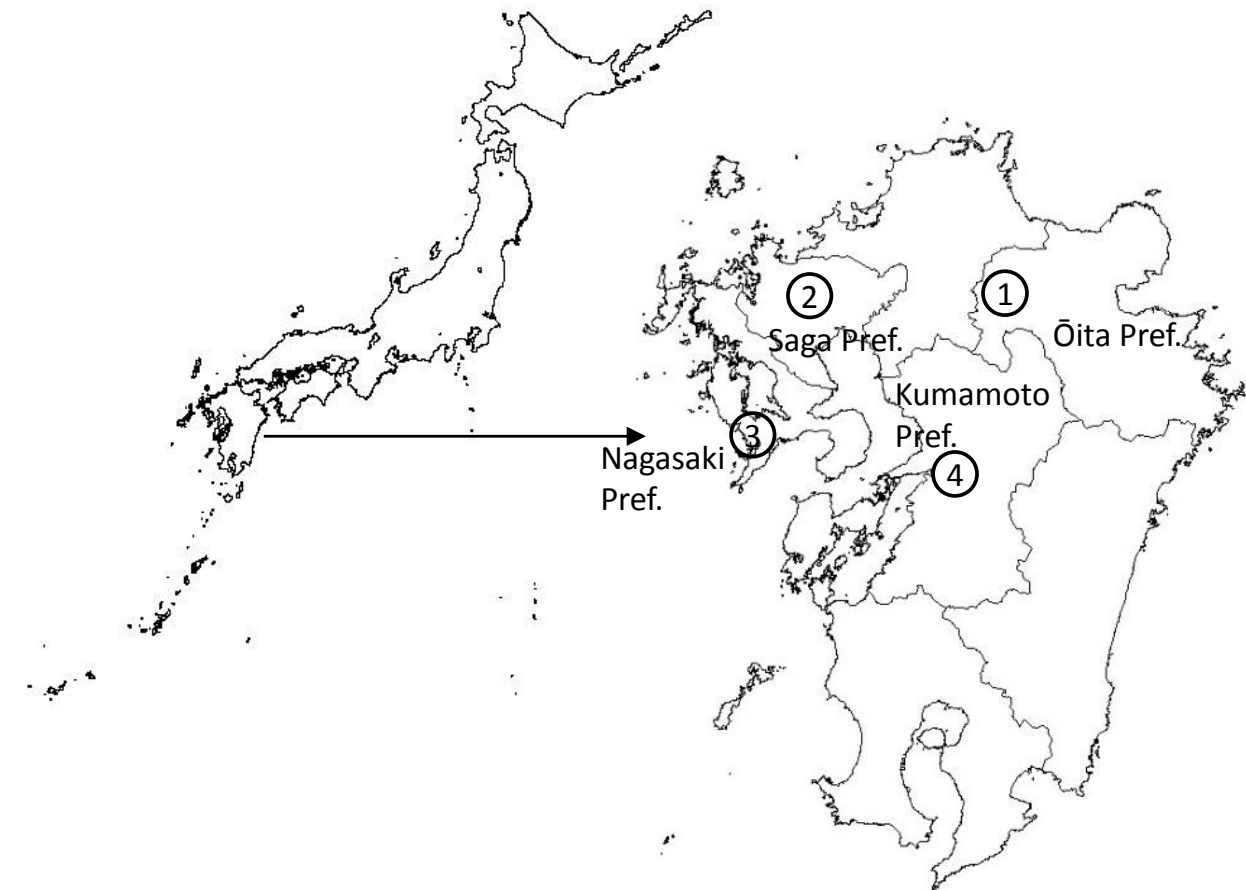 ①
②
Saga Pref.
Ōita Pref.
Kumamoto
Pref.
③
Nagasaki
Pref.
④